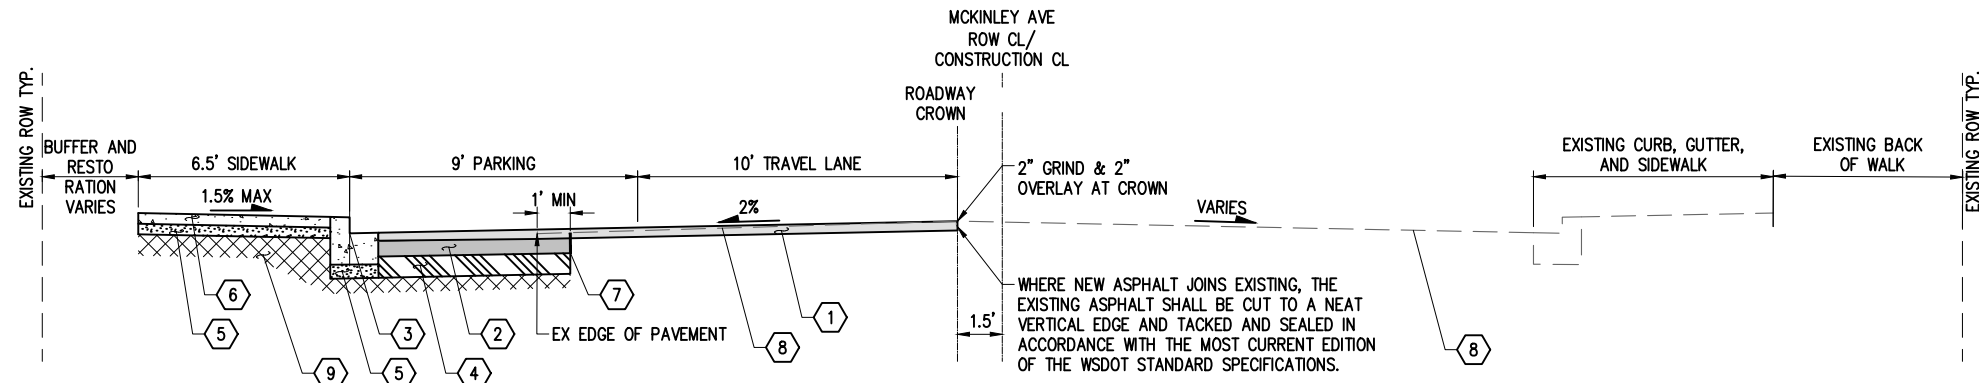 MCKINLEY AVE
ROW CL/
CONSTRUCTION CL
ROADWAY
CROWN
EXISTING ROW TYP.
BUFFER AND
RESTO
RATION
VARIES
6.5' SIDEWALK
9' PARKING
10' TRAVEL LANE
1.5% MAX
1' MIN
2%
2" GRIND & 2"
OVERLAY AT CROWN
VARIES
EXISTING CURB, GUTTER,
AND SIDEWALK
EXISTING BACK
OF WALK
EXISTING ROW TYP.
WHERE NEW ASPHALT JOINS EXISTING, THE
EXISTING ASPHALT SHALL BE CUT TO A NEAT
VERTICAL EDGE AND TACKED AND SEALED IN
ACCORDANCE WITH THE MOST CURRENT EDITION
OF THE WSDOT STANDARD SPECIFICATIONS.
1.5'
EX EDGE OF PAVEMENT
6
5
9
3
5
2
4
7
8
1
8